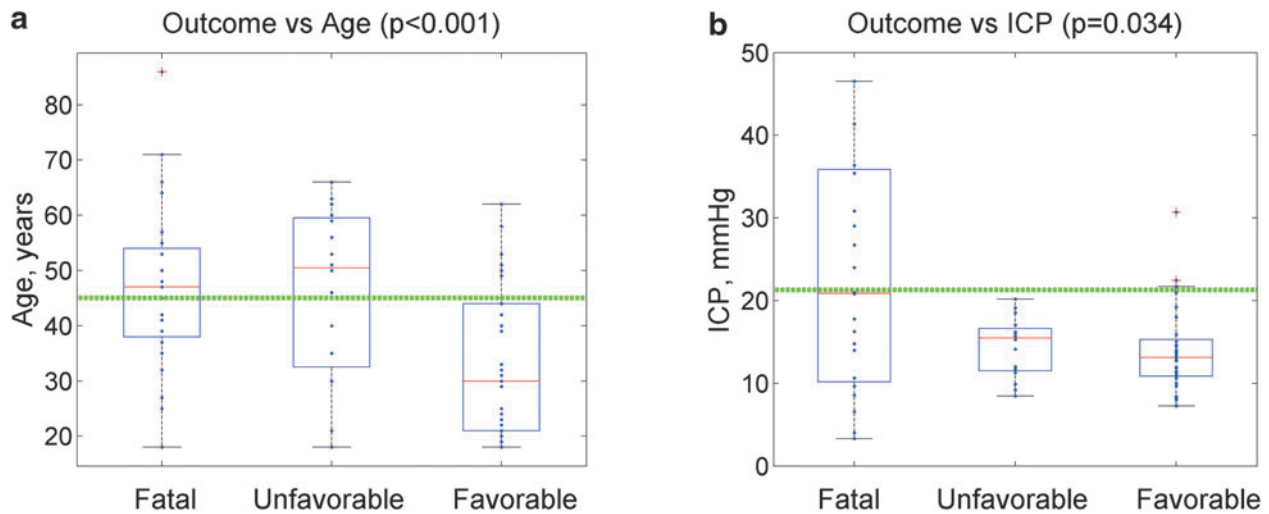 a
Outcome vs Age (p<0.001)
Age, years
80
70
60
50
40
30
20
Fatal Unfavorable Favorable
b
Outcome vs ICP (p=0.034)
ICP, mmHg
50
40
30
20
10
0
Fatal Unfavorable Favorable